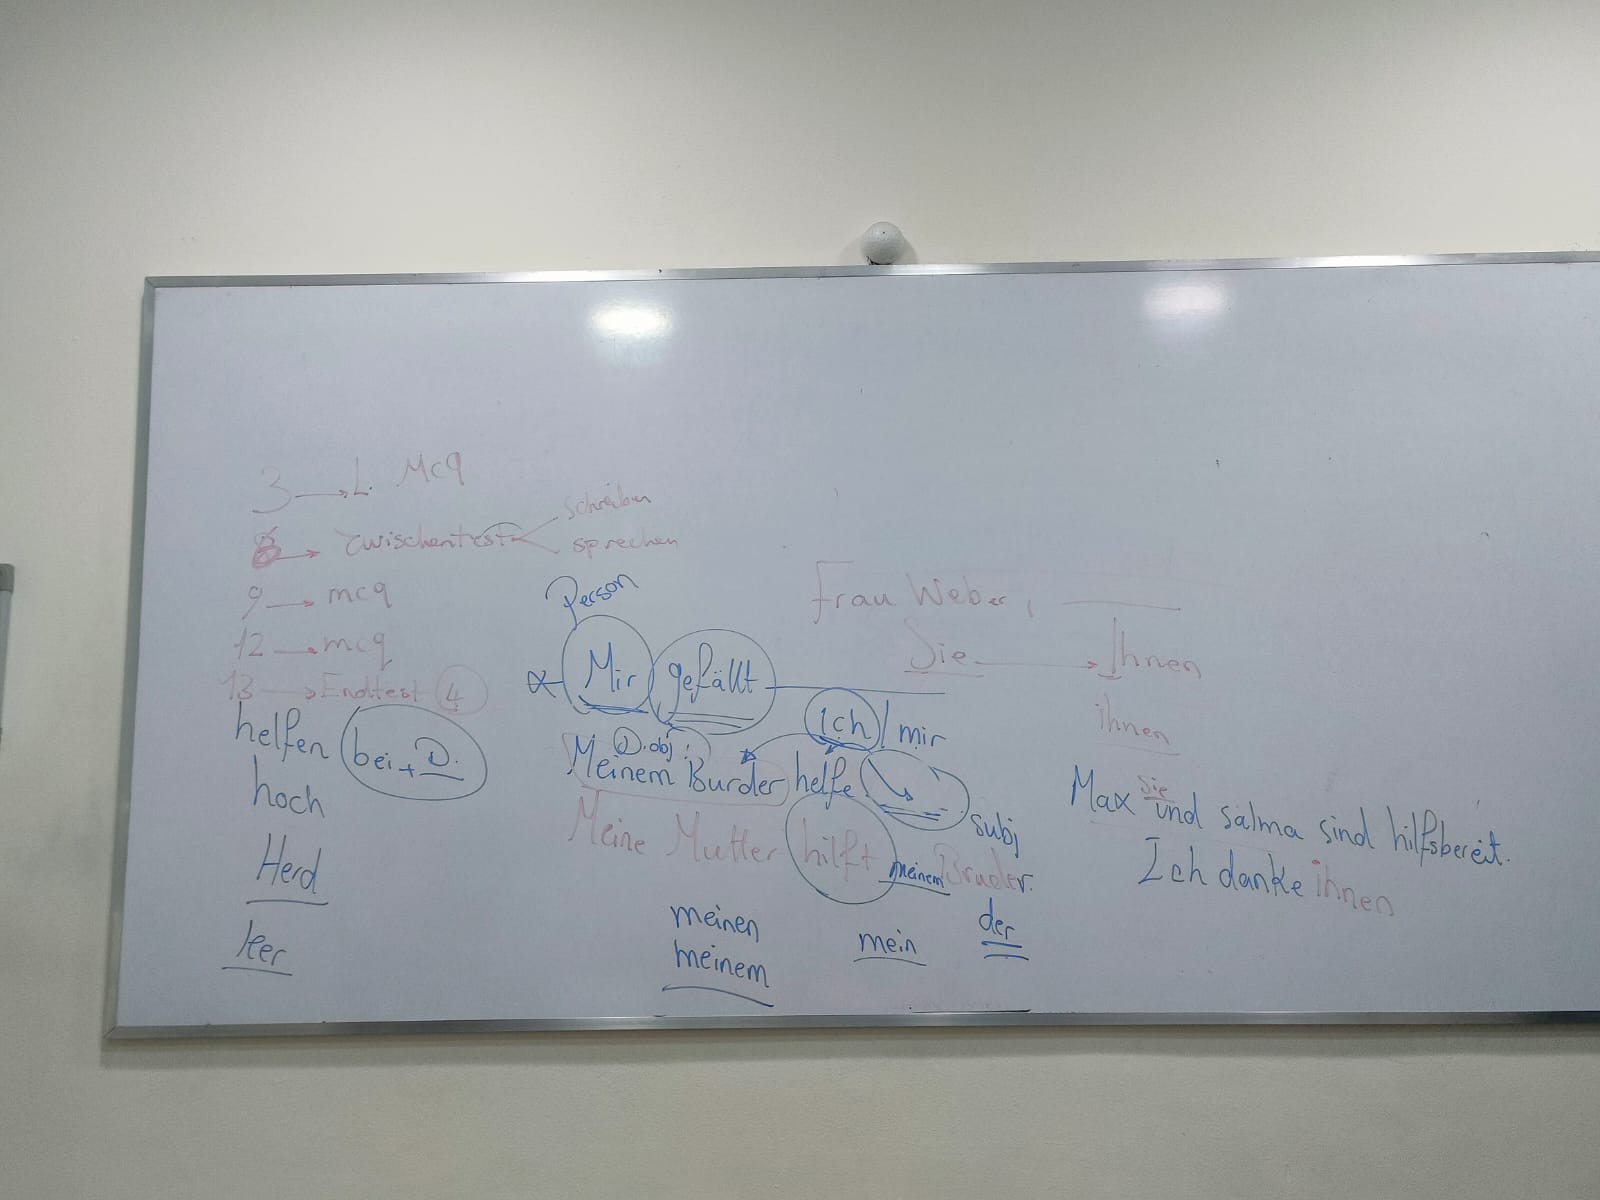 3 → L. Mcq
8 → Zwischentest
schreiben
sprechen
9 → mcq
12 → mcq
13 → Endtest 4
helfen bei + D.
hoch
Herd
leer
Person
Mir gefällt
D. obj
ich / mir
Meinem Burder helfe
subj
Meine Mutter hilft meinem Bruder.
der
meinen
meinem
mein
Frau Weber,
Sie → Ihnen
ihnen
sie
Max und salma sind hilfsbereit.
Ich danke ihnen